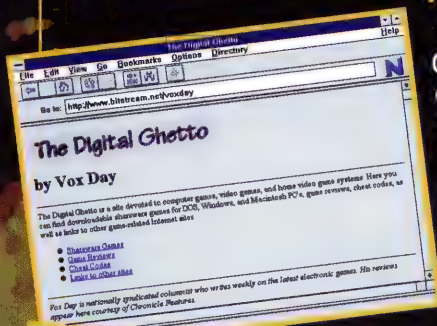 The Digital Ghetto
File Edit View Go Bookmarks Options Directory
Help
Go to: http://www.bitstream.net/voxday
N
The Digital Ghetto
by Vox Day
The Digital Ghetto is a site devoted to computer games, video games, and home video game systems. Here you
can find downloadable shareware games for DOS, Windows, and Macintosh PC's, game reviews, cheat codes, as
well as links to other game-related Internet sites
Shareware Games
Game Reviews
Cheat Codes
Links to other sites
Vox Day is nationally syndicated columnist who writes weekly on the latest electronic games. His reviews
appear here courtesy of Chronicle Features.